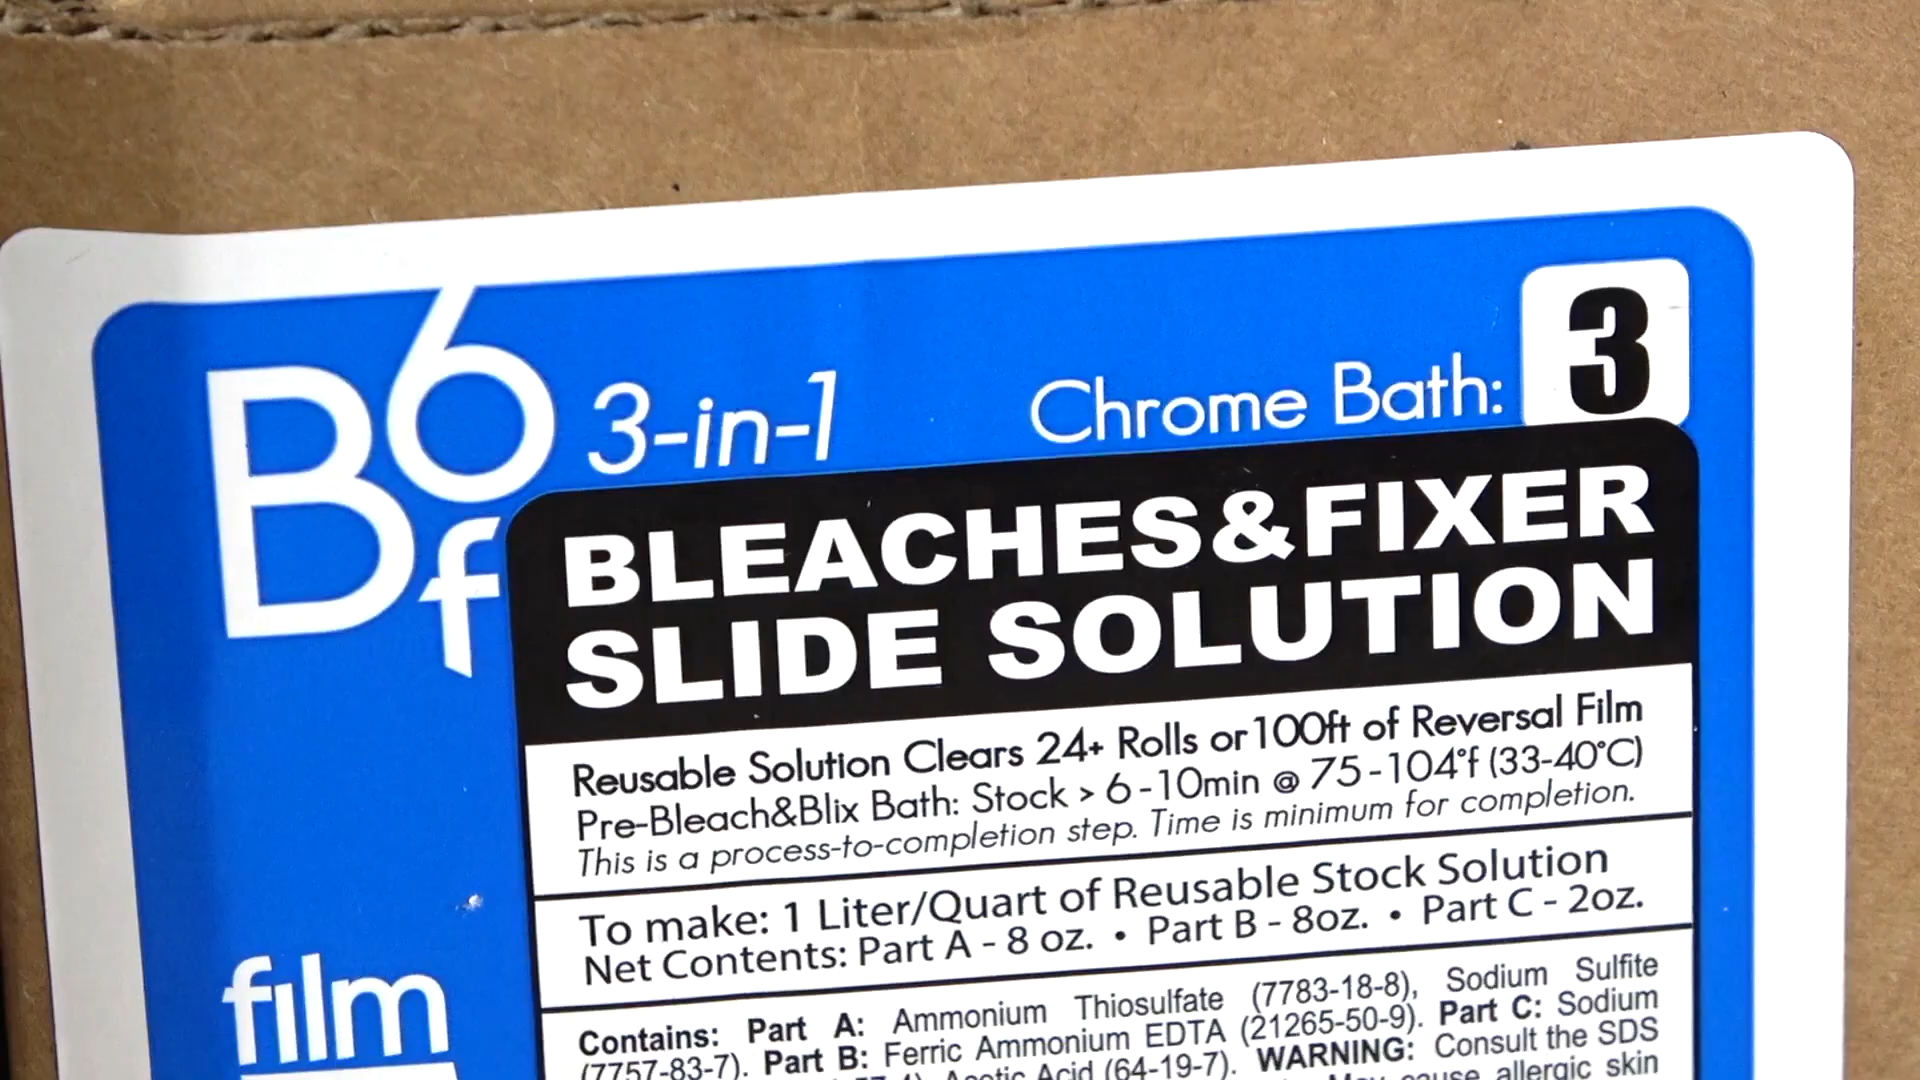 B6f 3-in-1
Chrome Bath: 3
BLEACHES&FIXER
SLIDE SOLUTION
Reusable Solution Clears 24+ Rolls or 100ft of Reversal Film
Pre-Bleach&Blix Bath: Stock > 6-10min @ 75-104°f (33-40°C)
This is a process-to-completion step. Time is minimum for completion.
To make: 1 Liter/Quart of Reusable Stock Solution
Net Contents: Part A - 8 oz. • Part B - 8oz. • Part C - 2oz.
Contains: Part A: Ammonium Thiosulfate (7783-18-8), Sodium Sulfite
(7757-83-7). Part B: Ferric Ammonium EDTA (21265-50-9). Part C: Sodium
Acetic Acid (64-19-7). WARNING: Consult the SDS
May cause allergic skin
film